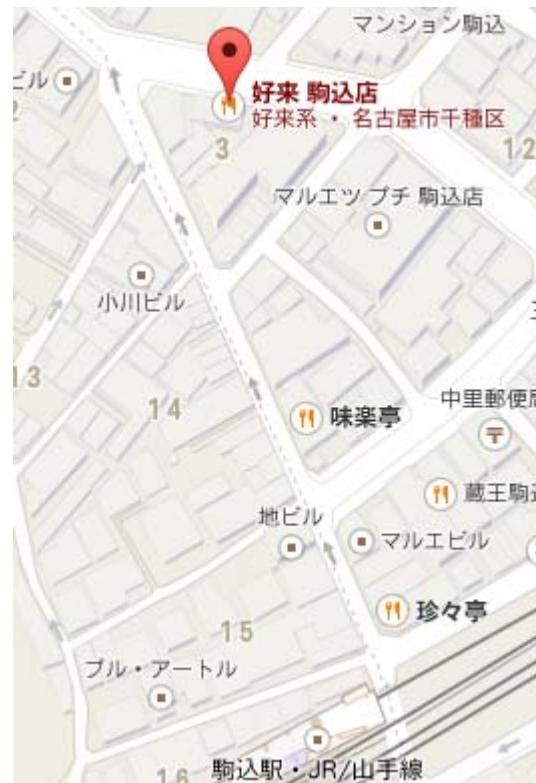 マンション駒込
ビル
2
好来 駒込店
好来系 ・ 名古屋市千種区
3
12
マルエツ プチ 駒込店
小川ビル
13
14
味楽亭
中里郵便局
蔵王駒込
地ビル
マルエビル
珍々亭
15
ブル・アートル
16
駒込駅・JR/山手線